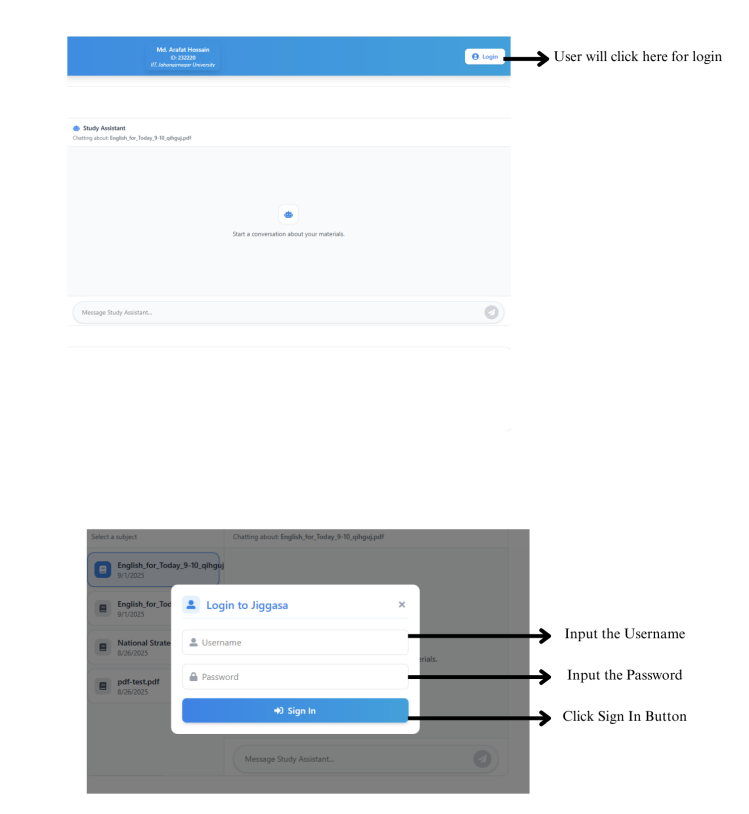 Md. Arafat Hossain
ID: 232229
IIT, Jahangirnagar University
Login
User will click here for login
Study Assistant
Chatting about: English_for_Today_9-10_qihguj.pdf
Start a conversation about your materials.
Message Study Assistant...
Select a subject
Chatting about: English_for_Today_9-10_qihguj.pdf
English_for_Today_9-10_qihguj
9/1/2025
English_for_Tod
9/1/2025
National Strate
8/26/2025
pdf-test.pdf
8/26/2025
Login to Jiggasa
Username
Input the Username
rials.
Password
Input the Password
Sign In
Click Sign In Button
Message Study Assistant...